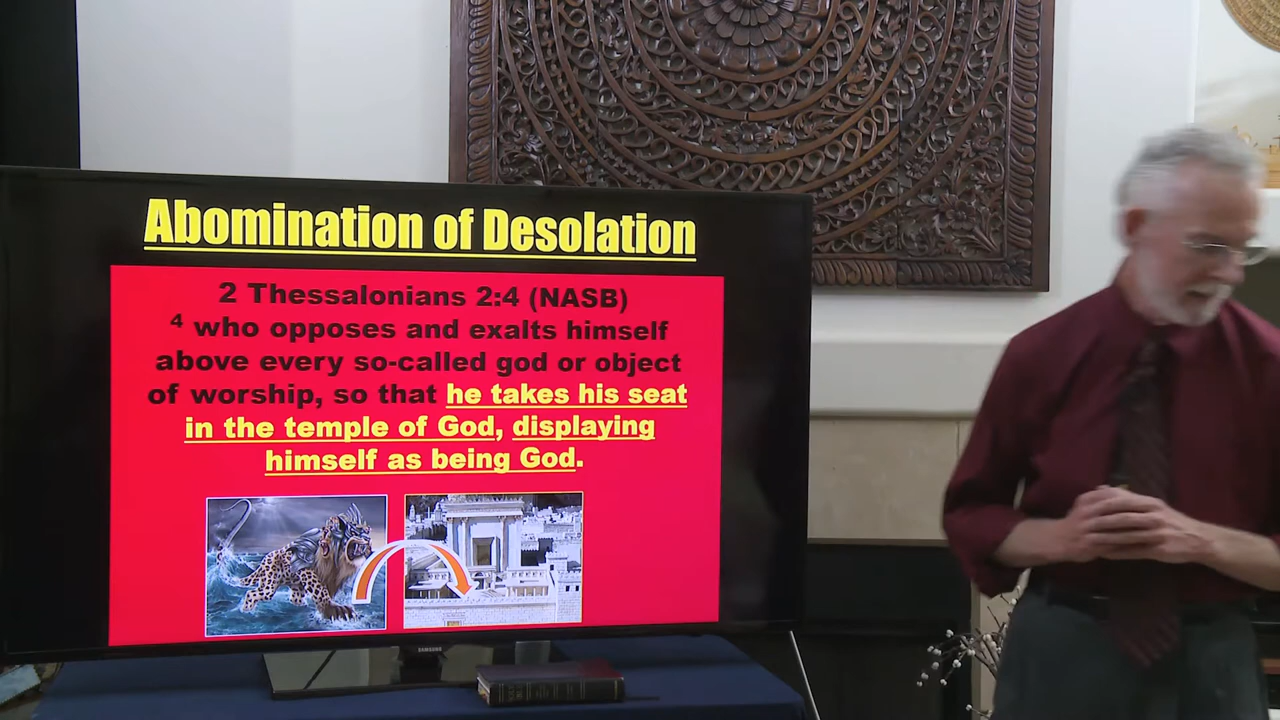 Abomination of Desolation
2 Thessalonians 2:4 (NASB)
4 who opposes and exalts himself
above every so-called god or object
of worship, so that he takes his seat
in the temple of God, displaying
himself as being God.
SAMSUNG